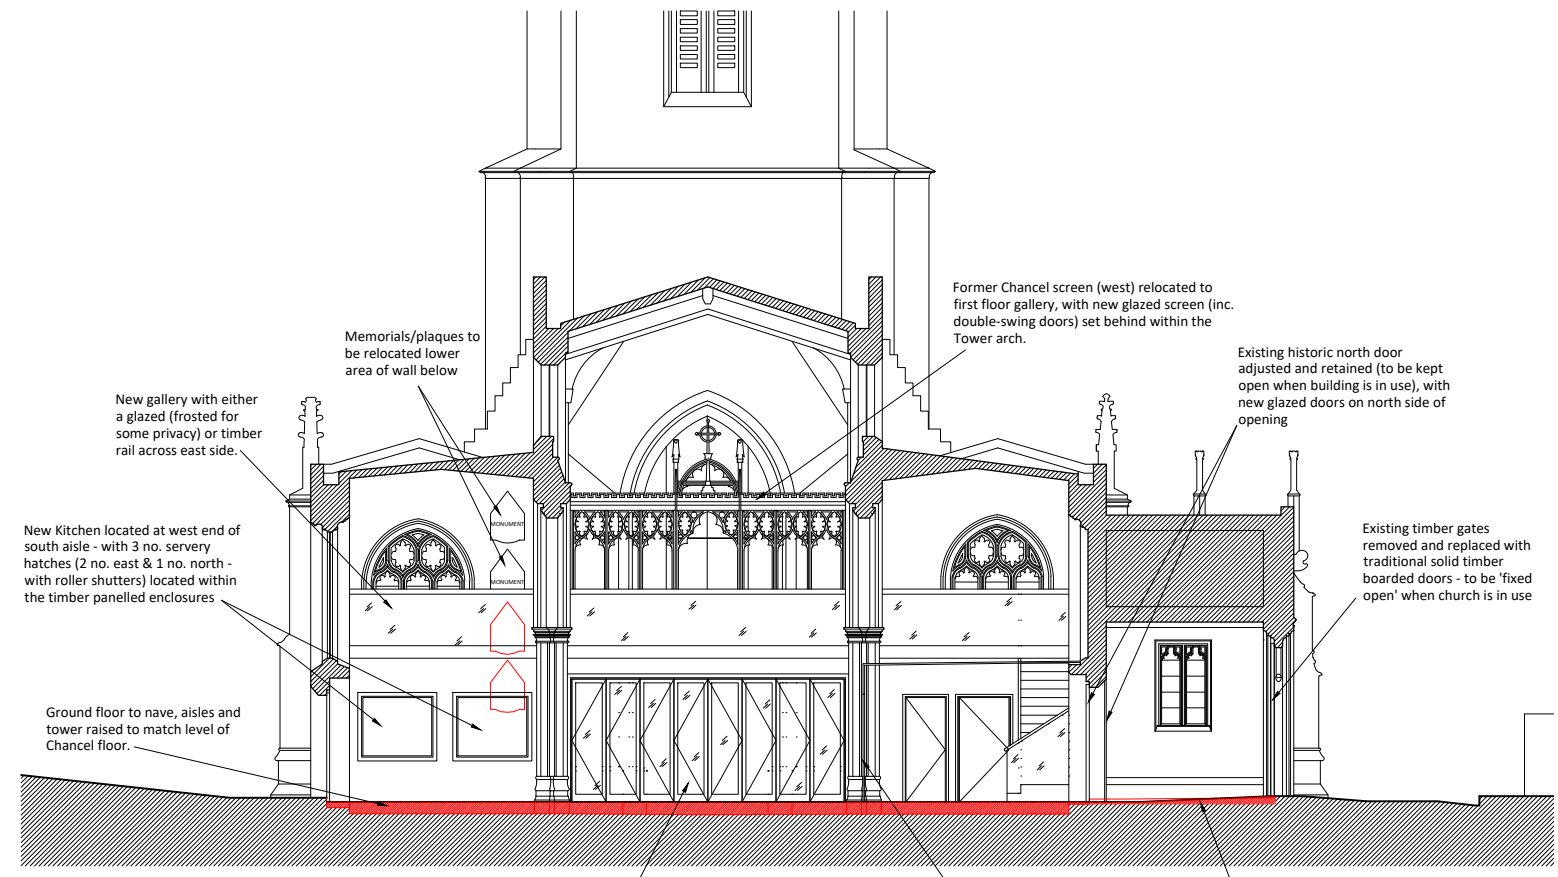 Former Chancel screen (west) relocated to
first floor gallery, with new glazed screen (inc.
double-swing doors) set behind within the
Tower arch.
Memorials/plaques to
be relocated lower
area of wall below
Existing historic north door
adjusted and retained (to be kept
open when building is in use), with
new glazed doors on north side of
opening
New gallery with either
a glazed (frosted for
some privacy) or timber
rail across east side.
MONUMENT
MONUMENT
New Kitchen located at west end of
south aisle - with 3 no. servery
hatches (2 no. east & 1 no. north -
with roller shutters) located within
the timber panelled enclosures
Existing timber gates
removed and replaced with
traditional solid timber
boarded doors - to be 'fixed
open' when church is in use
Ground floor to nave, aisles and
tower raised to match level of
Chancel floor.